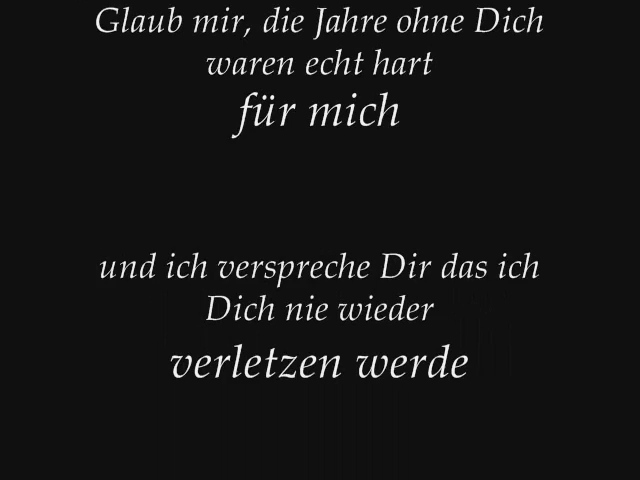 Glaub mir, die Jahre ohne Dich
waren echt hart
für mich
und ich verspreche Dir das ich
Dich nie wieder
verletzen werde